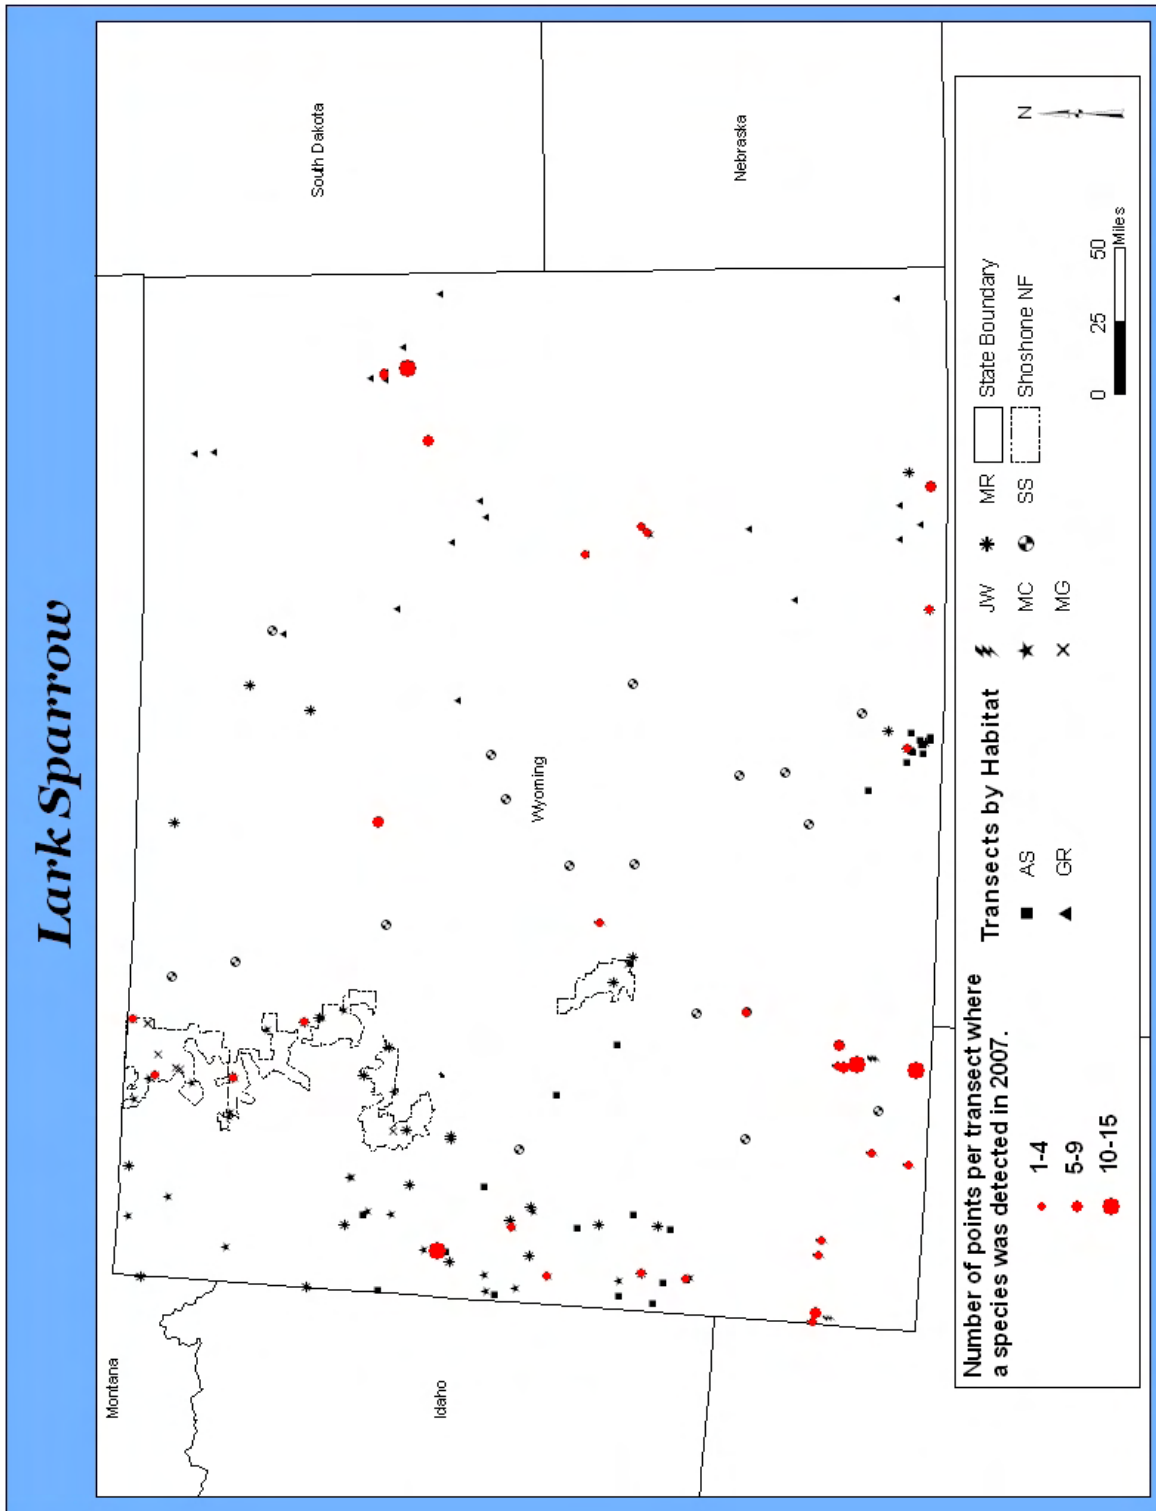 Lark Sparrow
Montana
Idaho
Wyoming
South Dakota
Nebraska
Number of points per transect where
a species was detected in 2007.
1-4
5-9
10-15
Transects by Habitat
AS
GR
JW
MC
MG
MR
SS
State Boundary
Shoshone NF
N
0 25 50
Miles